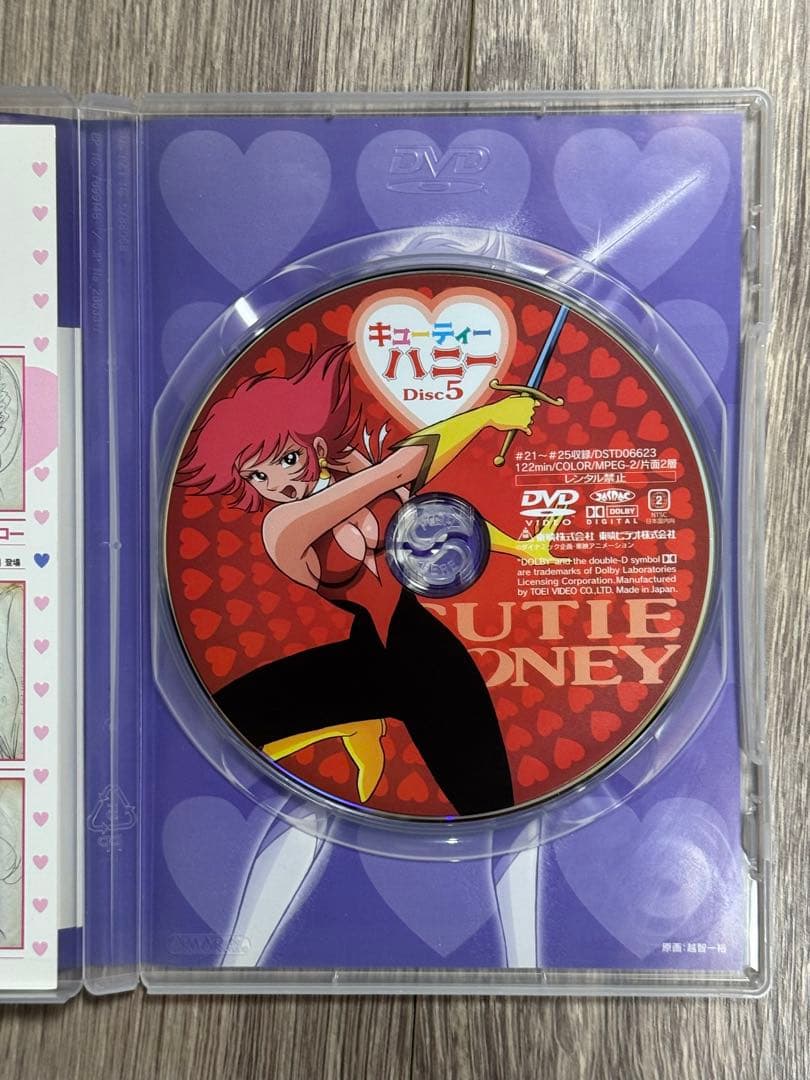 DVD
キューティー
ハニー
Disc5
#21～#25収録/DSTD06623
122min/COLOR/MPEG-2/片面2層
レンタル禁止
DVD
VIDEO
DOLBY
DIGITAL
2
NTSC
日本国内向
東映株式会社 東映ビデオ株式会社
©ダイナミック企画・東映アニメーション
"DOLBY" and the double-D symbol
are trademarks of Dolby Laboratories
Licensing Corporation. Manufactured
by TOEI VIDEO CO.,LTD. Made in Japan.
CUTIE
HONEY
コー
登場
AMARAY
原画：越智一裕